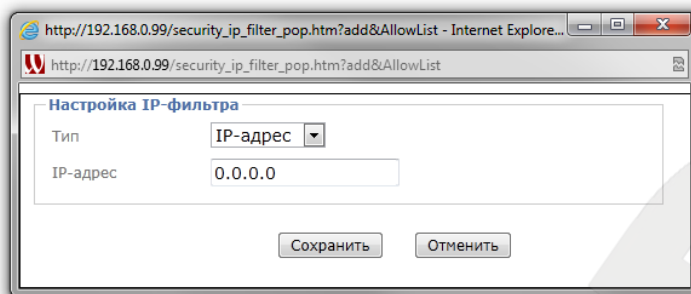 http://192.168.0.99/security_ip_filter_pop.htm?add&AllowList - Internet Explore...
http://192.168.0.99/security_ip_filter_pop.htm?add&AllowList
Настройка IP-фильтра
Тип IP-адрес
IP-адрес 0.0.0.0
Сохранить Отменить